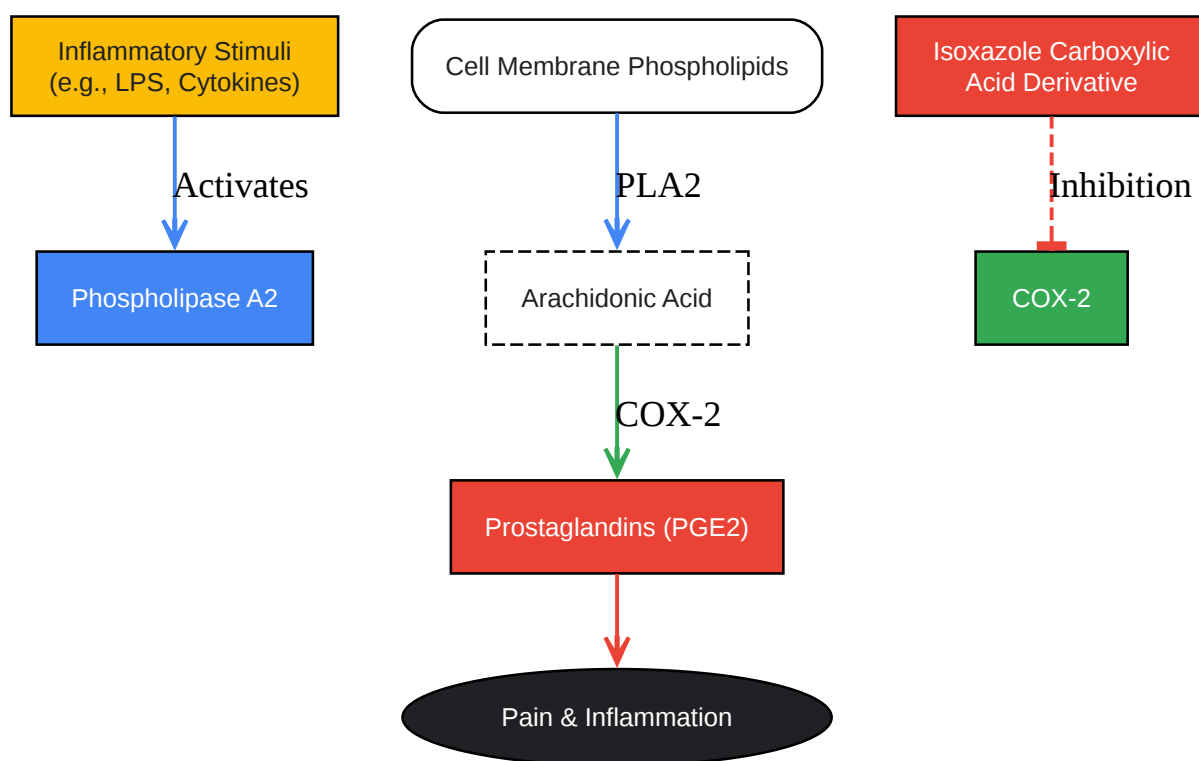 Inflammatory Stimuli
(e.g., LPS, Cytokines)
Cell Membrane Phospholipids
Isoxazole Carboxylic
Acid Derivative
Activates
PLA2
Inhibition
Phospholipase A2
Arachidonic Acid
COX-2
COX-2
Prostaglandins (PGE2)
Pain & Inflammation